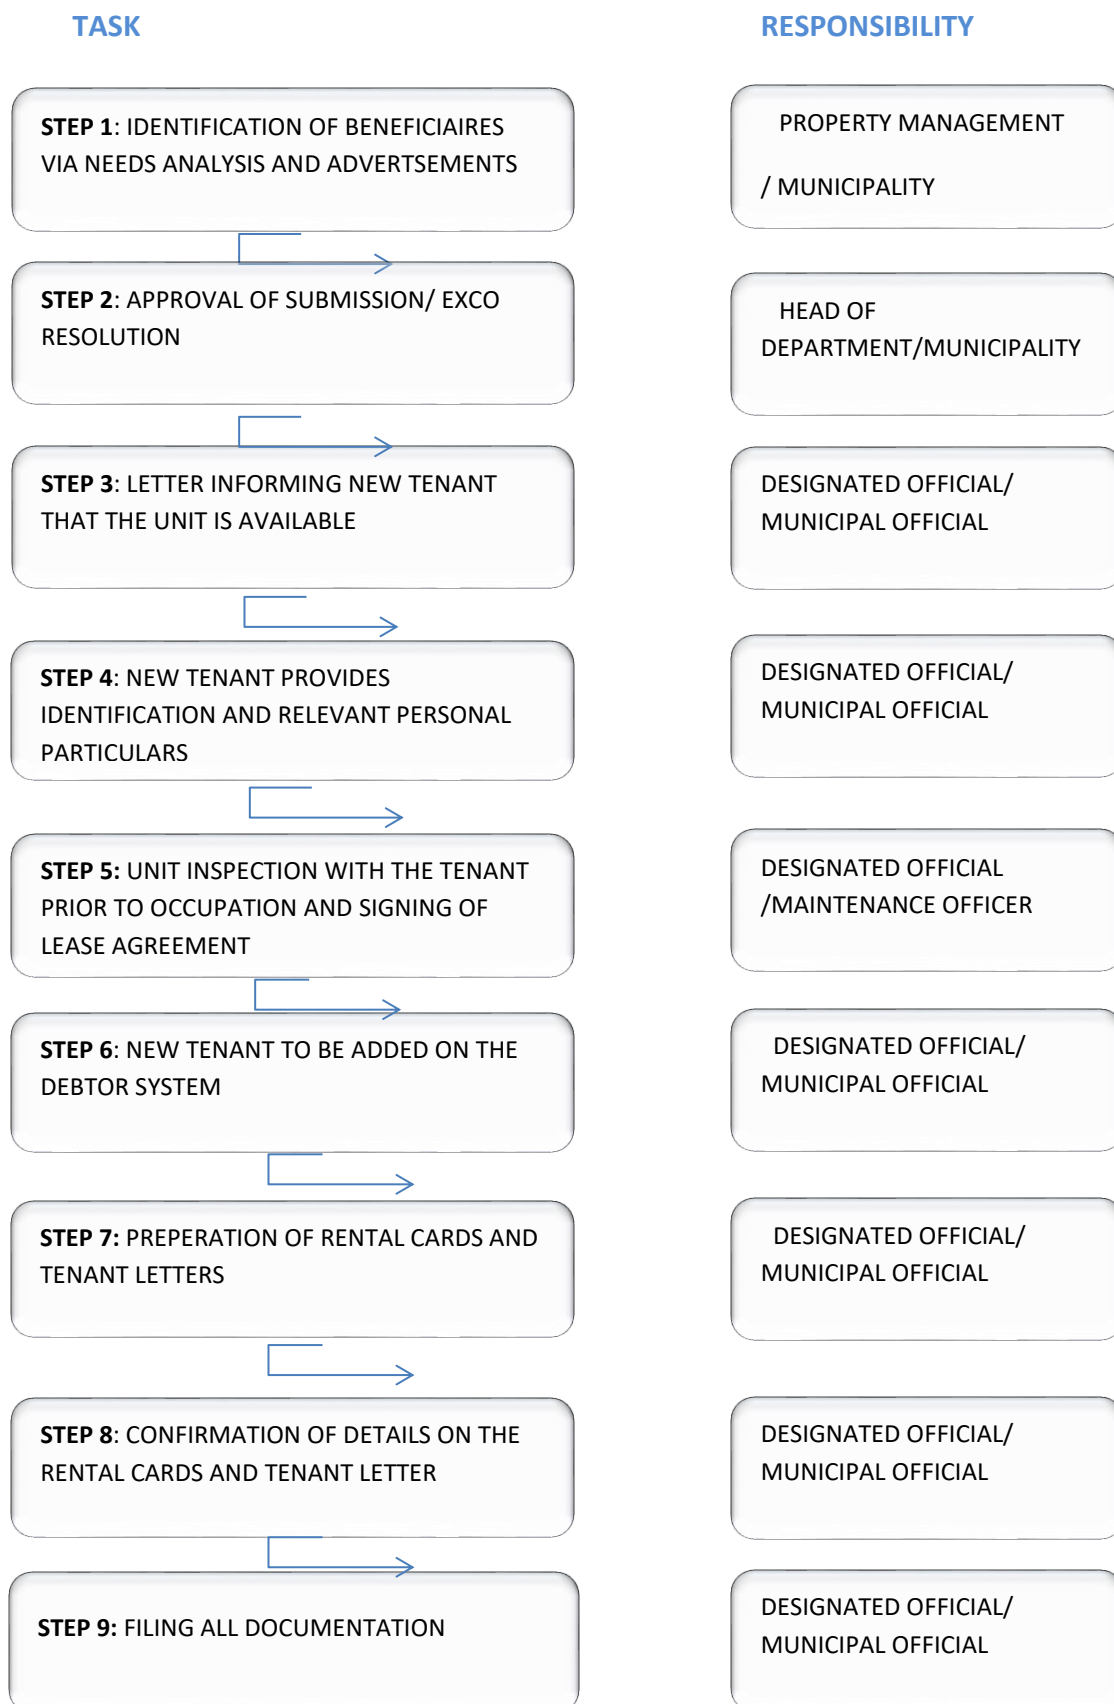 TASK
RESPONSIBILITY
STEP 1: IDENTIFICATION OF BENEFICIAIRES
VIA NEEDS ANALYSIS AND ADVERTSEMENTS
PROPERTY MANAGEMENT
/ MUNICIPALITY
STEP 2: APPROVAL OF SUBMISSION/ EXCO
RESOLUTION
HEAD OF
DEPARTMENT/MUNICIPALITY
STEP 3: LETTER INFORMING NEW TENANT
THAT THE UNIT IS AVAILABLE
DESIGNATED OFFICIAL/
MUNICIPAL OFFICIAL
STEP 4: NEW TENANT PROVIDES
IDENTIFICATION AND RELEVANT PERSONAL
PARTICULARS
DESIGNATED OFFICIAL/
MUNICIPAL OFFICIAL
STEP 5: UNIT INSPECTION WITH THE TENANT
PRIOR TO OCCUPATION AND SIGNING OF
LEASE AGREEMENT
DESIGNATED OFFICIAL
/MAINTENANCE OFFICER
STEP 6: NEW TENANT TO BE ADDED ON THE
DEBTOR SYSTEM
DESIGNATED OFFICIAL/
MUNICIPAL OFFICIAL
STEP 7: PREPERATION OF RENTAL CARDS AND
TENANT LETTERS
DESIGNATED OFFICIAL/
MUNICIPAL OFFICIAL
STEP 8: CONFIRMATION OF DETAILS ON THE
RENTAL CARDS AND TENANT LETTER
DESIGNATED OFFICIAL/
MUNICIPAL OFFICIAL
STEP 9: FILING ALL DOCUMENTATION
DESIGNATED OFFICIAL/
MUNICIPAL OFFICIAL